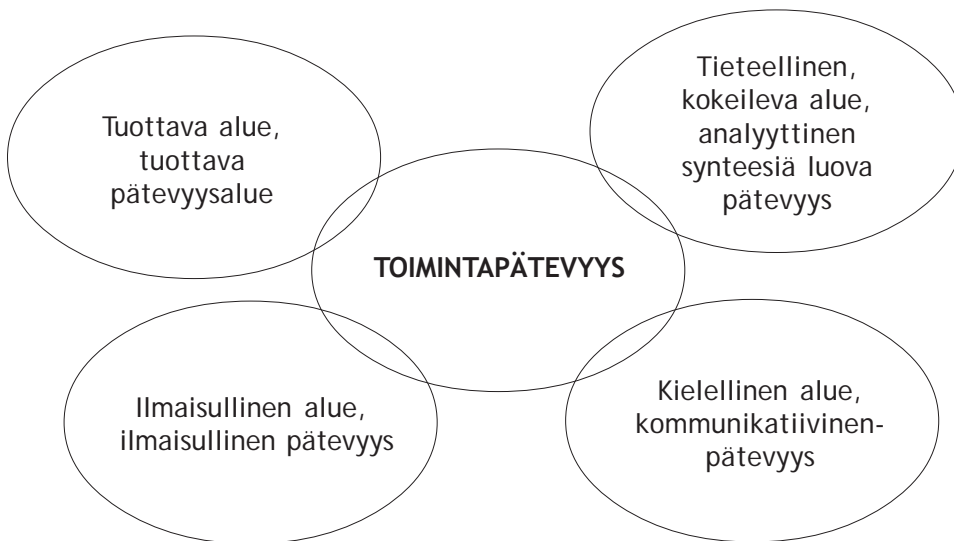 Tuottava alue,
tuottava
pätevyysalue
Tieteellinen,
kokeileva alue,
analyyttinen
synteesiä luova
pätevyys
TOIMINTAPÄTEVYYS
Ilmaisullinen alue,
ilmaisullinen pätevyys
Kielellinen alue,
kommunikatiivinen-
pätevyys